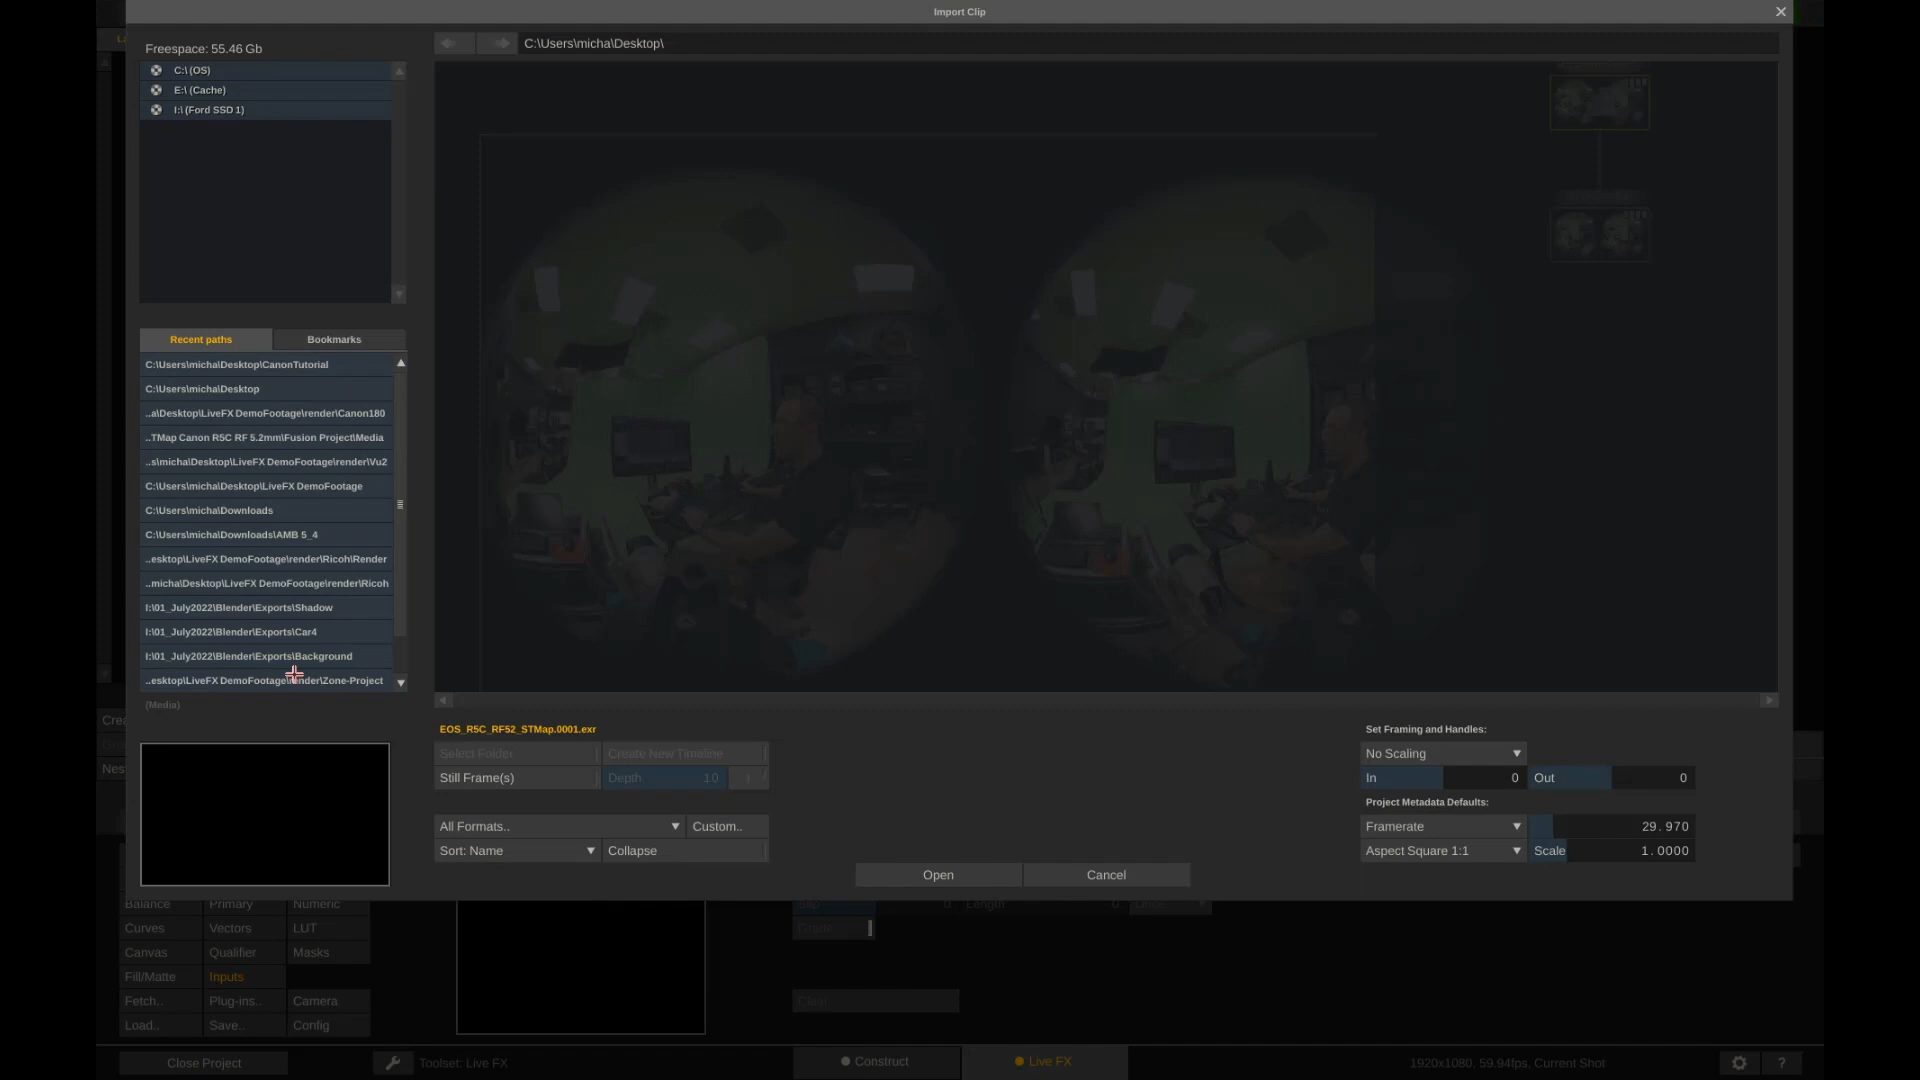 Import Clip
Freespace: 55.46 Gb
C:\Users\micha\Desktop\
C:\ (OS)
E:\ (Cache)
I:\ (Ford SSD 1)
Recent paths
Bookmarks
C:\Users\micha\Desktop\CanonTutorial
C:\Users\micha\Desktop
..a\Desktop\LiveFX DemoFootage\render\Canon180
..TMap Canon R5C RF 5.2mm\Fusion Project\Media
..s\micha\Desktop\LiveFX DemoFootage\render\Vu2
C:\Users\micha\Desktop\LiveFX DemoFootage
C:\Users\micha\Downloads
C:\Users\micha\Downloads\AMB 5_4
..esktop\LiveFX DemoFootage\render\Ricoh\Render
..micha\Desktop\LiveFX DemoFootage\render\Ricoh
I:\01_July2022\Blender\Exports\Shadow
I:\01_July2022\Blender\Exports\Car4
I:\01_July2022\Blender\Exports\Background
..esktop\LiveFX DemoFootage\render\Zone-Project
(Media)
EOS_R5C_RF52_STMap.0001.exr
Set Framing and Handles:
Select Folder
Create New Timeline
No Scaling
Still Frame(s)
Depth 10
In 0
Out 0
Project Metadata Defaults:
All Formats..
Custom..
Framerate 29.970
Sort: Name
Collapse
Aspect Square 1:1
Scale 1.0000
Open
Cancel
Balance
Primary
Numeric
Length
Curves
Vectors
LUT
Canvas
Qualifier
Masks
Fill/Matte
Inputs
Fetch..
Plug-ins..
Camera
Clear
Load..
Save..
Config
Close Project
Toolset: Live FX
Construct
Live FX
1920x1080, 59.94fps, Current Shot
?